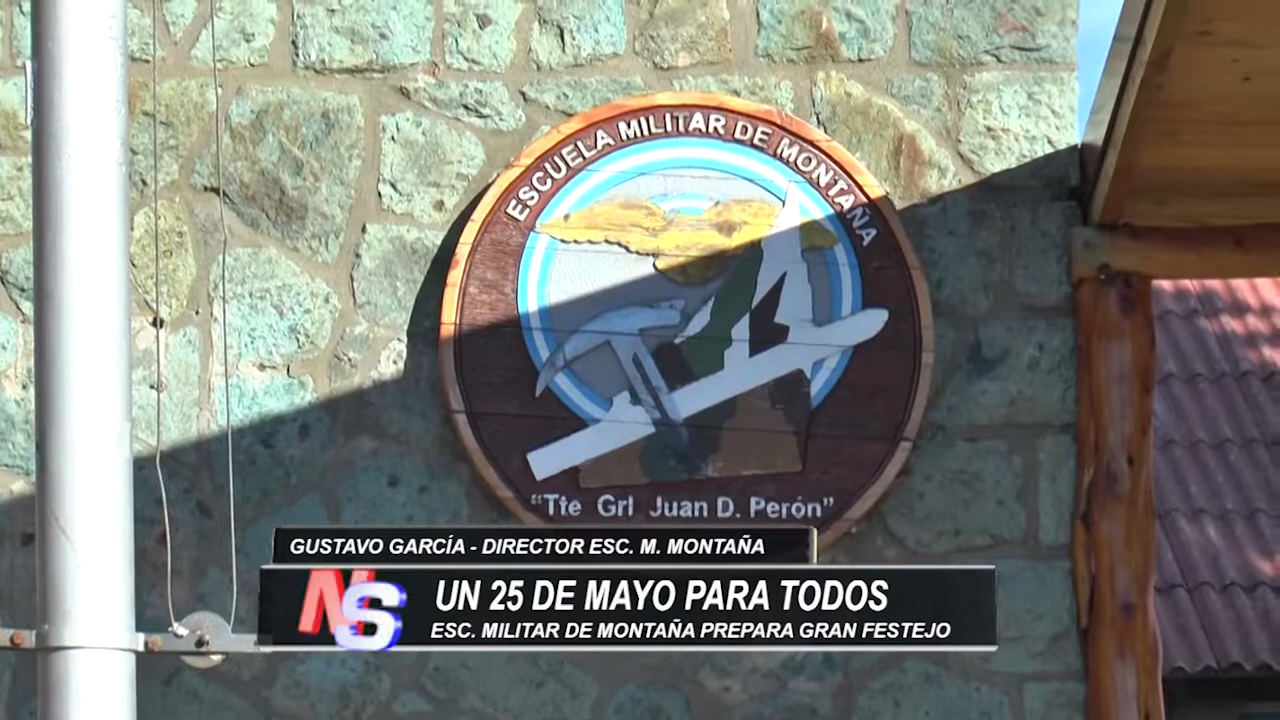 ESCUELA MILITAR DE MONTAÑA
"Tte Grl Juan D. Perón"
GUSTAVO GARCÍA - DIRECTOR ESC. M. MONTAÑA
NS
UN 25 DE MAYO PARA TODOS
ESC. MILITAR DE MONTAÑA PREPARA GRAN FESTEJO